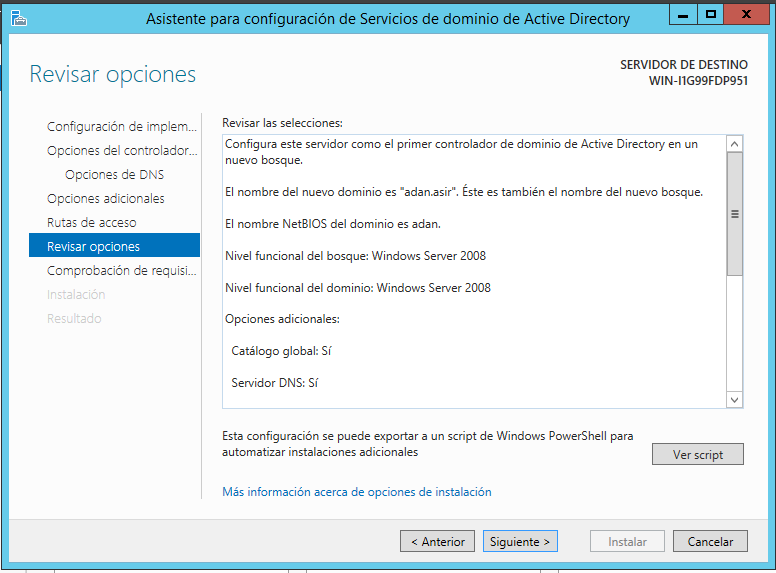 Asistente para configuración de Servicios de dominio de Active Directory
Revisar opciones
SERVIDOR DE DESTINO
WIN-I1G99FDP951
Configuración de implem...
Opciones del controlador...
Opciones de DNS
Opciones adicionales
Rutas de acceso
Revisar opciones
Comprobación de requisi...
Instalación
Resultado
Revisar las selecciones:
Configura este servidor como el primer controlador de dominio de Active Directory en un
nuevo bosque.
El nombre del nuevo dominio es "adan.asir". Éste es también el nombre del nuevo bosque.
El nombre NetBIOS del dominio es adan.
Nivel funcional del bosque: Windows Server 2008
Nivel funcional del dominio: Windows Server 2008
Opciones adicionales:
Catálogo global: Sí
Servidor DNS: Sí
Esta configuración se puede exportar a un script de Windows PowerShell para
automatizar instalaciones adicionales
Ver script
Más información acerca de opciones de instalación
< Anterior
Siguiente >
Instalar
Cancelar